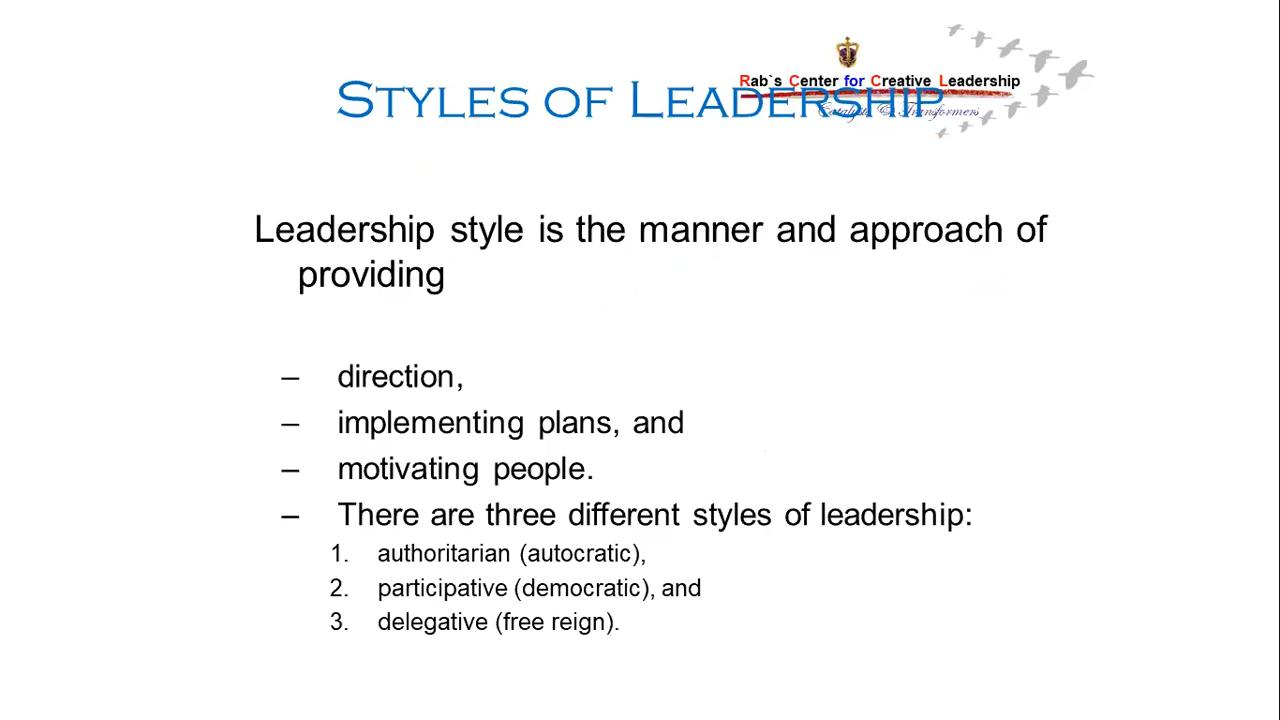 Rab`s Center for Creative Leadership
STYLES OF LEADERSHIP
Catalysts & Transformers
Leadership style is the manner and approach of
providing
– direction,
– implementing plans, and
– motivating people.
– There are three different styles of leadership:
1. authoritarian (autocratic),
2. participative (democratic), and
3. delegative (free reign).